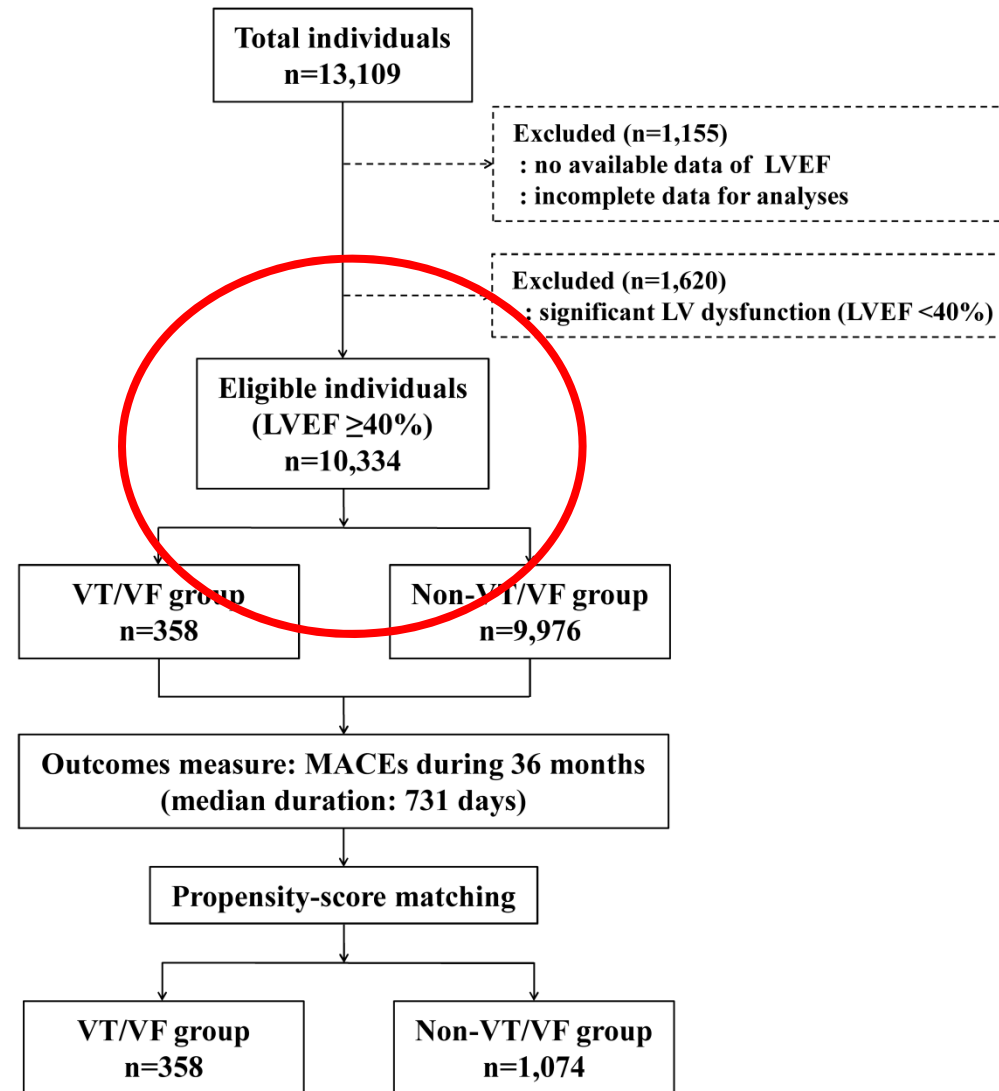 Total individuals
n=13,109
Excluded (n=1,155)
: no available data of LVEF
: incomplete data for analyses
Excluded (n=1,620)
: significant LV dysfunction (LVEF <40%)
Eligible individuals
(LVEF ≥40%)
n=10,334
VT/VF group
n=358
Non-VT/VF group
n=9,976
Outcomes measure: MACEs during 36 months
(median duration: 731 days)
Propensity-score matching
VT/VF group
n=358
Non-VT/VF group
n=1,074